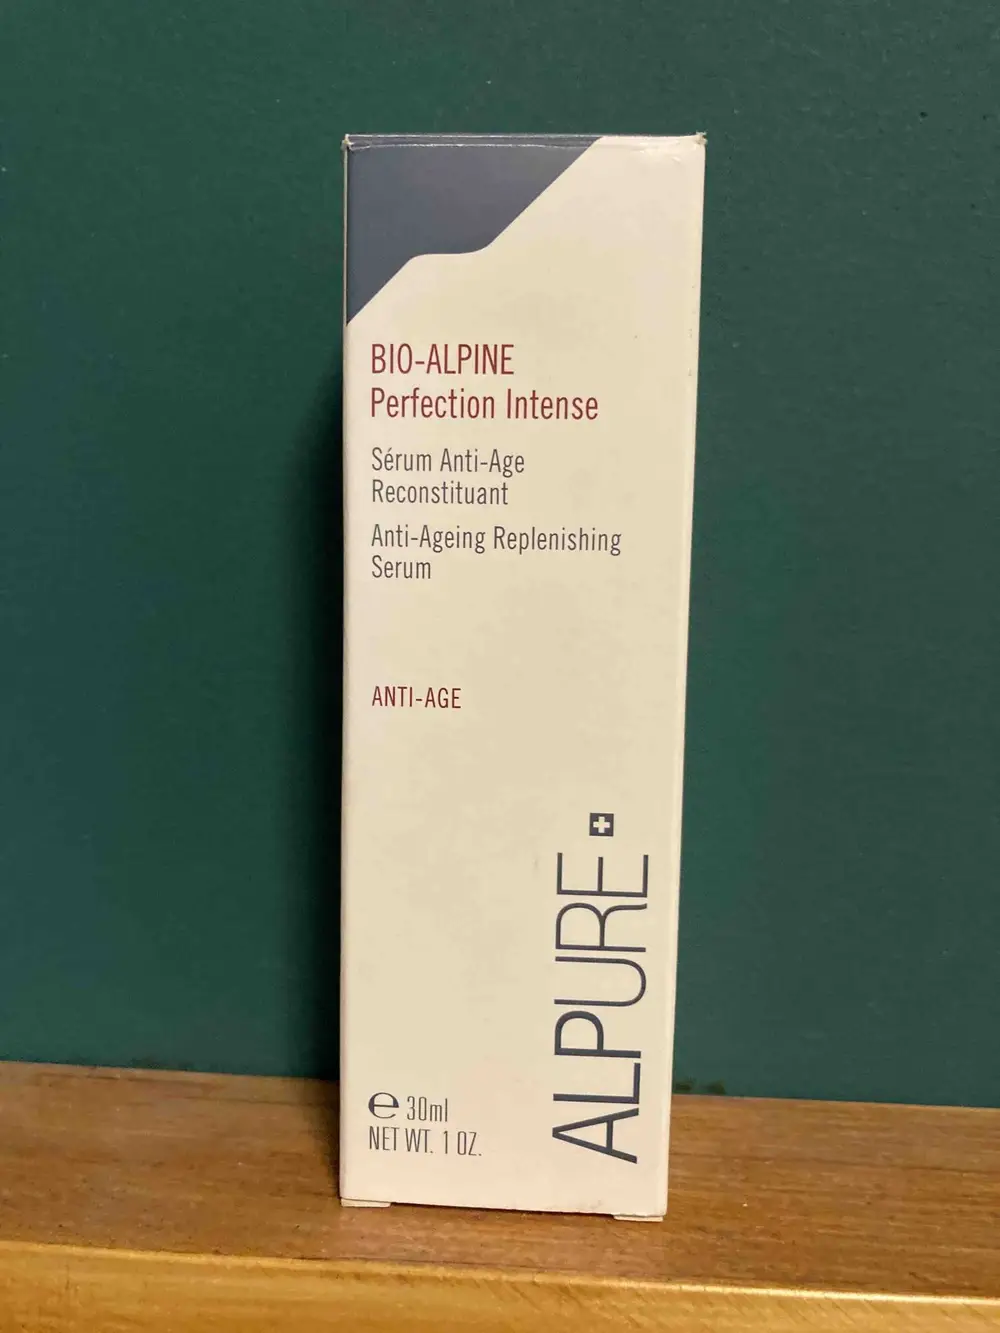 BIO-ALPINE
Perfection Intense
Sérum Anti-Age
Reconstituant
Anti-Ageing Replenishing
Serum
ANTI-AGE
ALPURE
℮ 30ml
NET WT. 1 OZ.